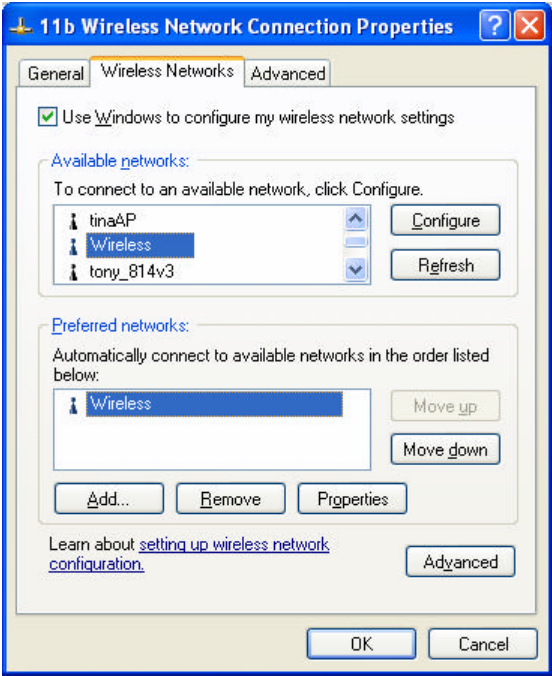 11b Wireless Network Connection Properties
General Wireless Networks Advanced
Use Windows to configure my wireless network settings
Available networks:
To connect to an available network, click Configure.
tinaAP
Wireless
tony_814v3
Configure
Refresh
Preferred networks:
Automatically connect to available networks in the order listed
below:
Wireless
Move up
Move down
Add... Remove Properties
Learn about setting up wireless network
configuration.
Advanced
OK Cancel